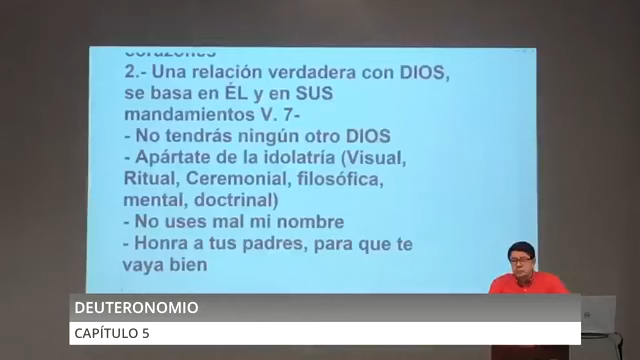 corazones
2.- Una relación verdadera con DIOS,
se basa en ÉL y en SUS
mandamientos V. 7-
- No tendrás ningún otro DIOS
- Apártate de la idolatría (Visual,
Ritual, Ceremonial, filosófica,
mental, doctrinal)
- No uses mal mi nombre
- Honra a tus padres, para que te
vaya bien
DEUTERONOMIO
CAPÍTULO 5